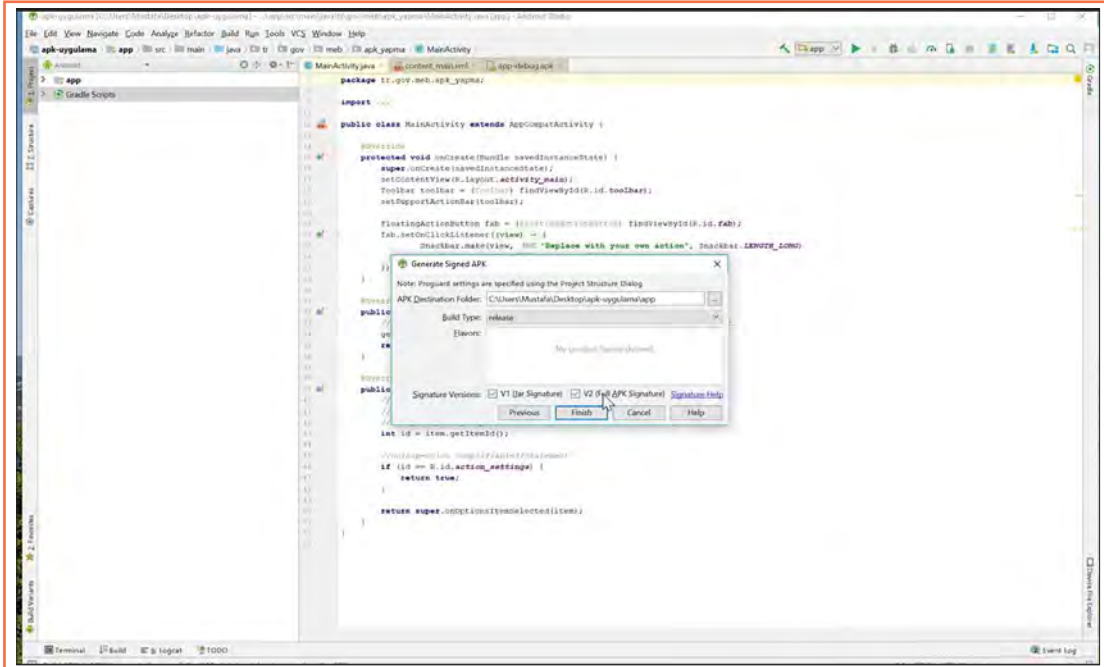 File Edit View Navigate Code Analyze Refactor Build Run Tools VCS Window Help
apk-uygulama app src main java tr gov meb apk_yapma MainActivity
app
Android
MainActivity.java content_main.xml app-debug.apk
app
Gradle Scripts
1: Project
Z: Structure
Captures
2: Favorites
Build Variants
Gradle
Device File Explorer
package tr.gov.meb.apk_yapma;
import ...
public class MainActivity extends AppCompatActivity {
@Override
protected void onCreate(Bundle savedInstanceState) {
super.onCreate(savedInstanceState);
setContentView(R.layout.activity_main);
Toolbar toolbar = (Toolbar) findViewById(R.id.toolbar);
setSupportActionBar(toolbar);
FloatingActionButton fab = (FloatingActionButton) findViewById(R.id.fab);
fab.setOnClickListener((view) → {
Snackbar.make(view, "Replace with your own action", Snackbar.LENGTH_LONG)
Generate Signed APK
Note: Proguard settings are specified using the Project Structure Dialog
APK Destination Folder: C:\Users\Mustafa\Desktop\apk-uygulama\app
Build Type: release
Flavors:
No product flavors defined.
Signature Versions: V1 (Jar Signature) V2 (Full APK Signature) Signature Help
Previous Finish Cancel Help
public
public
int id = item.getItemId();
if (id == R.id.action_settings) {
return true;
}
return super.onOptionsItemSelected(item);
}
}
Terminal Build 6: Logcat TODO Event Log